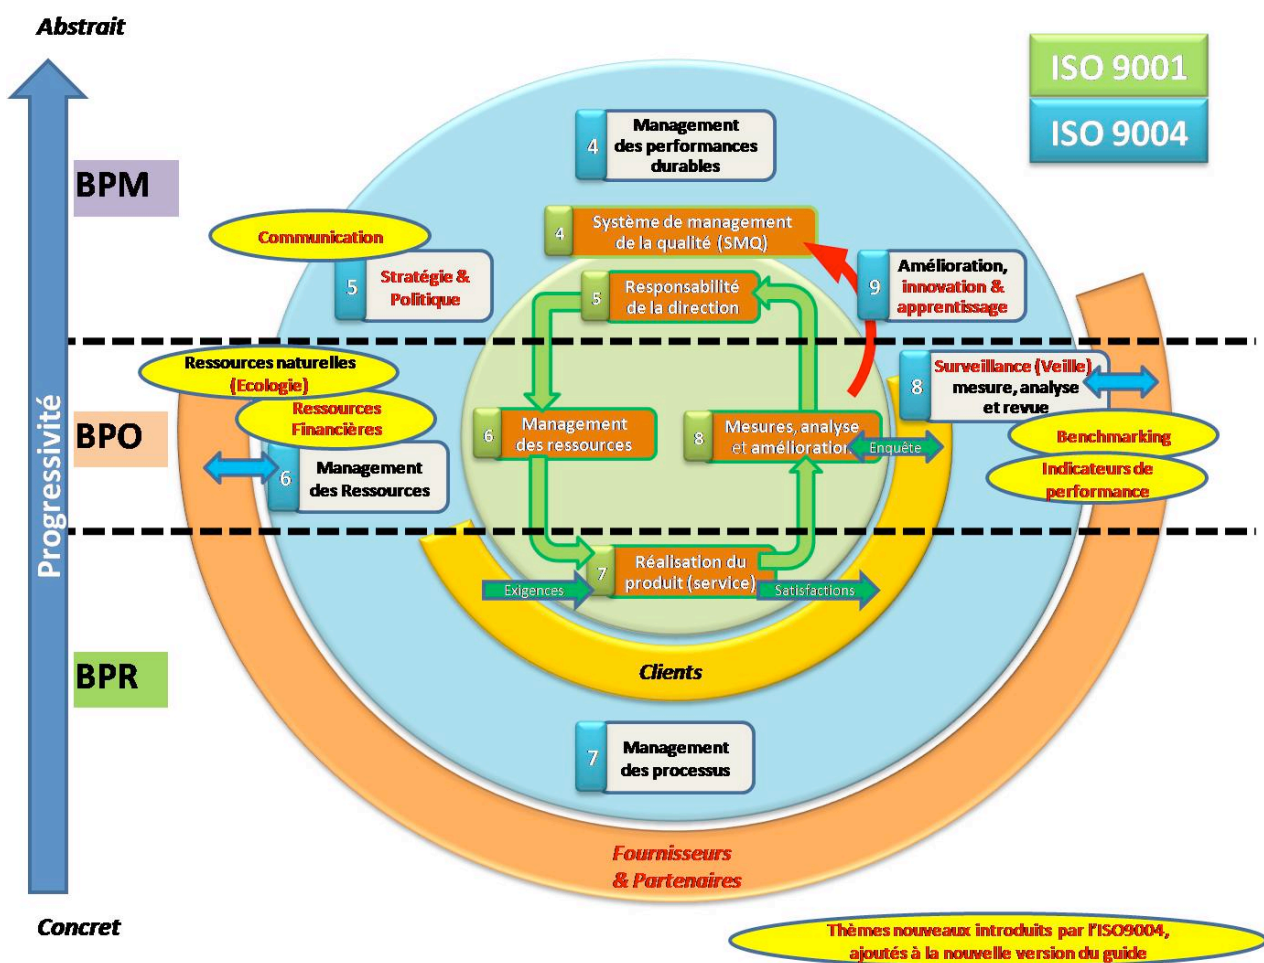 Abstrait
ISO 9001
ISO 9004
4
Management
des performances
durables
BPM
4
Système de management
de la qualité (SMQ)
Communication
5
Stratégie &
Politique
5
Responsabilité
de la direction
9
Amélioration,
innovation &
apprentissage
Ressources naturelles
(Ecologie)
Ressources
Financières
8
Surveillance (Veille)
mesure, analyse
et revue
Progressivité
BPO
6
Management
des ressources
8
Mesures, analyse
et amélioration
Enquête
Benchmarking
6
Management
des Ressources
Indicateurs de
performance
7
Réalisation du
produit (service)
Exigences
Satisfactions
BPR
Clients
7
Management
des processus
Fournisseurs
& Partenaires
Concret
Thèmes nouveaux introduits par l'ISO9004,
ajoutés à la nouvelle version du guide